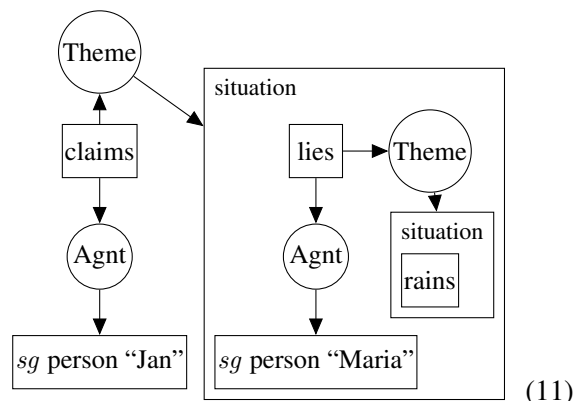 Theme
situation
claims
lies
Theme
Agnt
Agnt
situation
rains
sg person “Jan”
sg person “Maria”
(11)